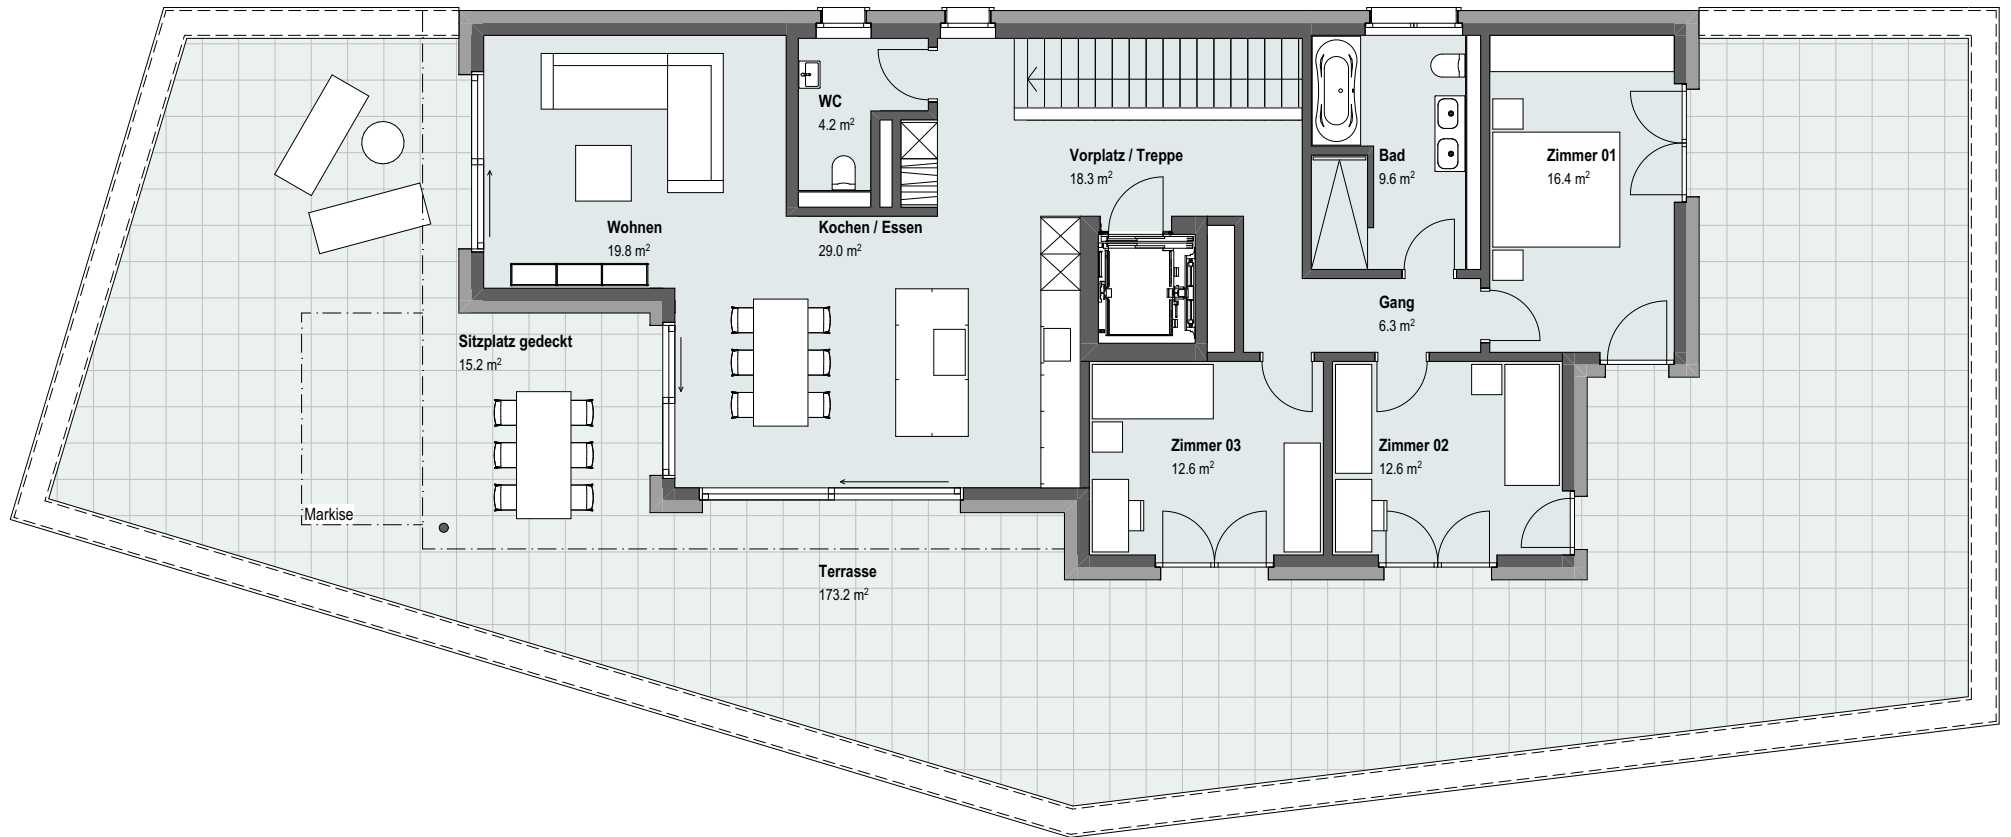 WC
4.2 m²
Vorplatz / Treppe
18.3 m²
Bad
9.6 m²
Zimmer 01
16.4 m²
Wohnen
19.8 m²
Kochen / Essen
29.0 m²
Gang
6.3 m²
Sitzplatz gedeckt
15.2 m²
Zimmer 03
12.6 m²
Zimmer 02
12.6 m²
Markise
Terrasse
173.2 m²